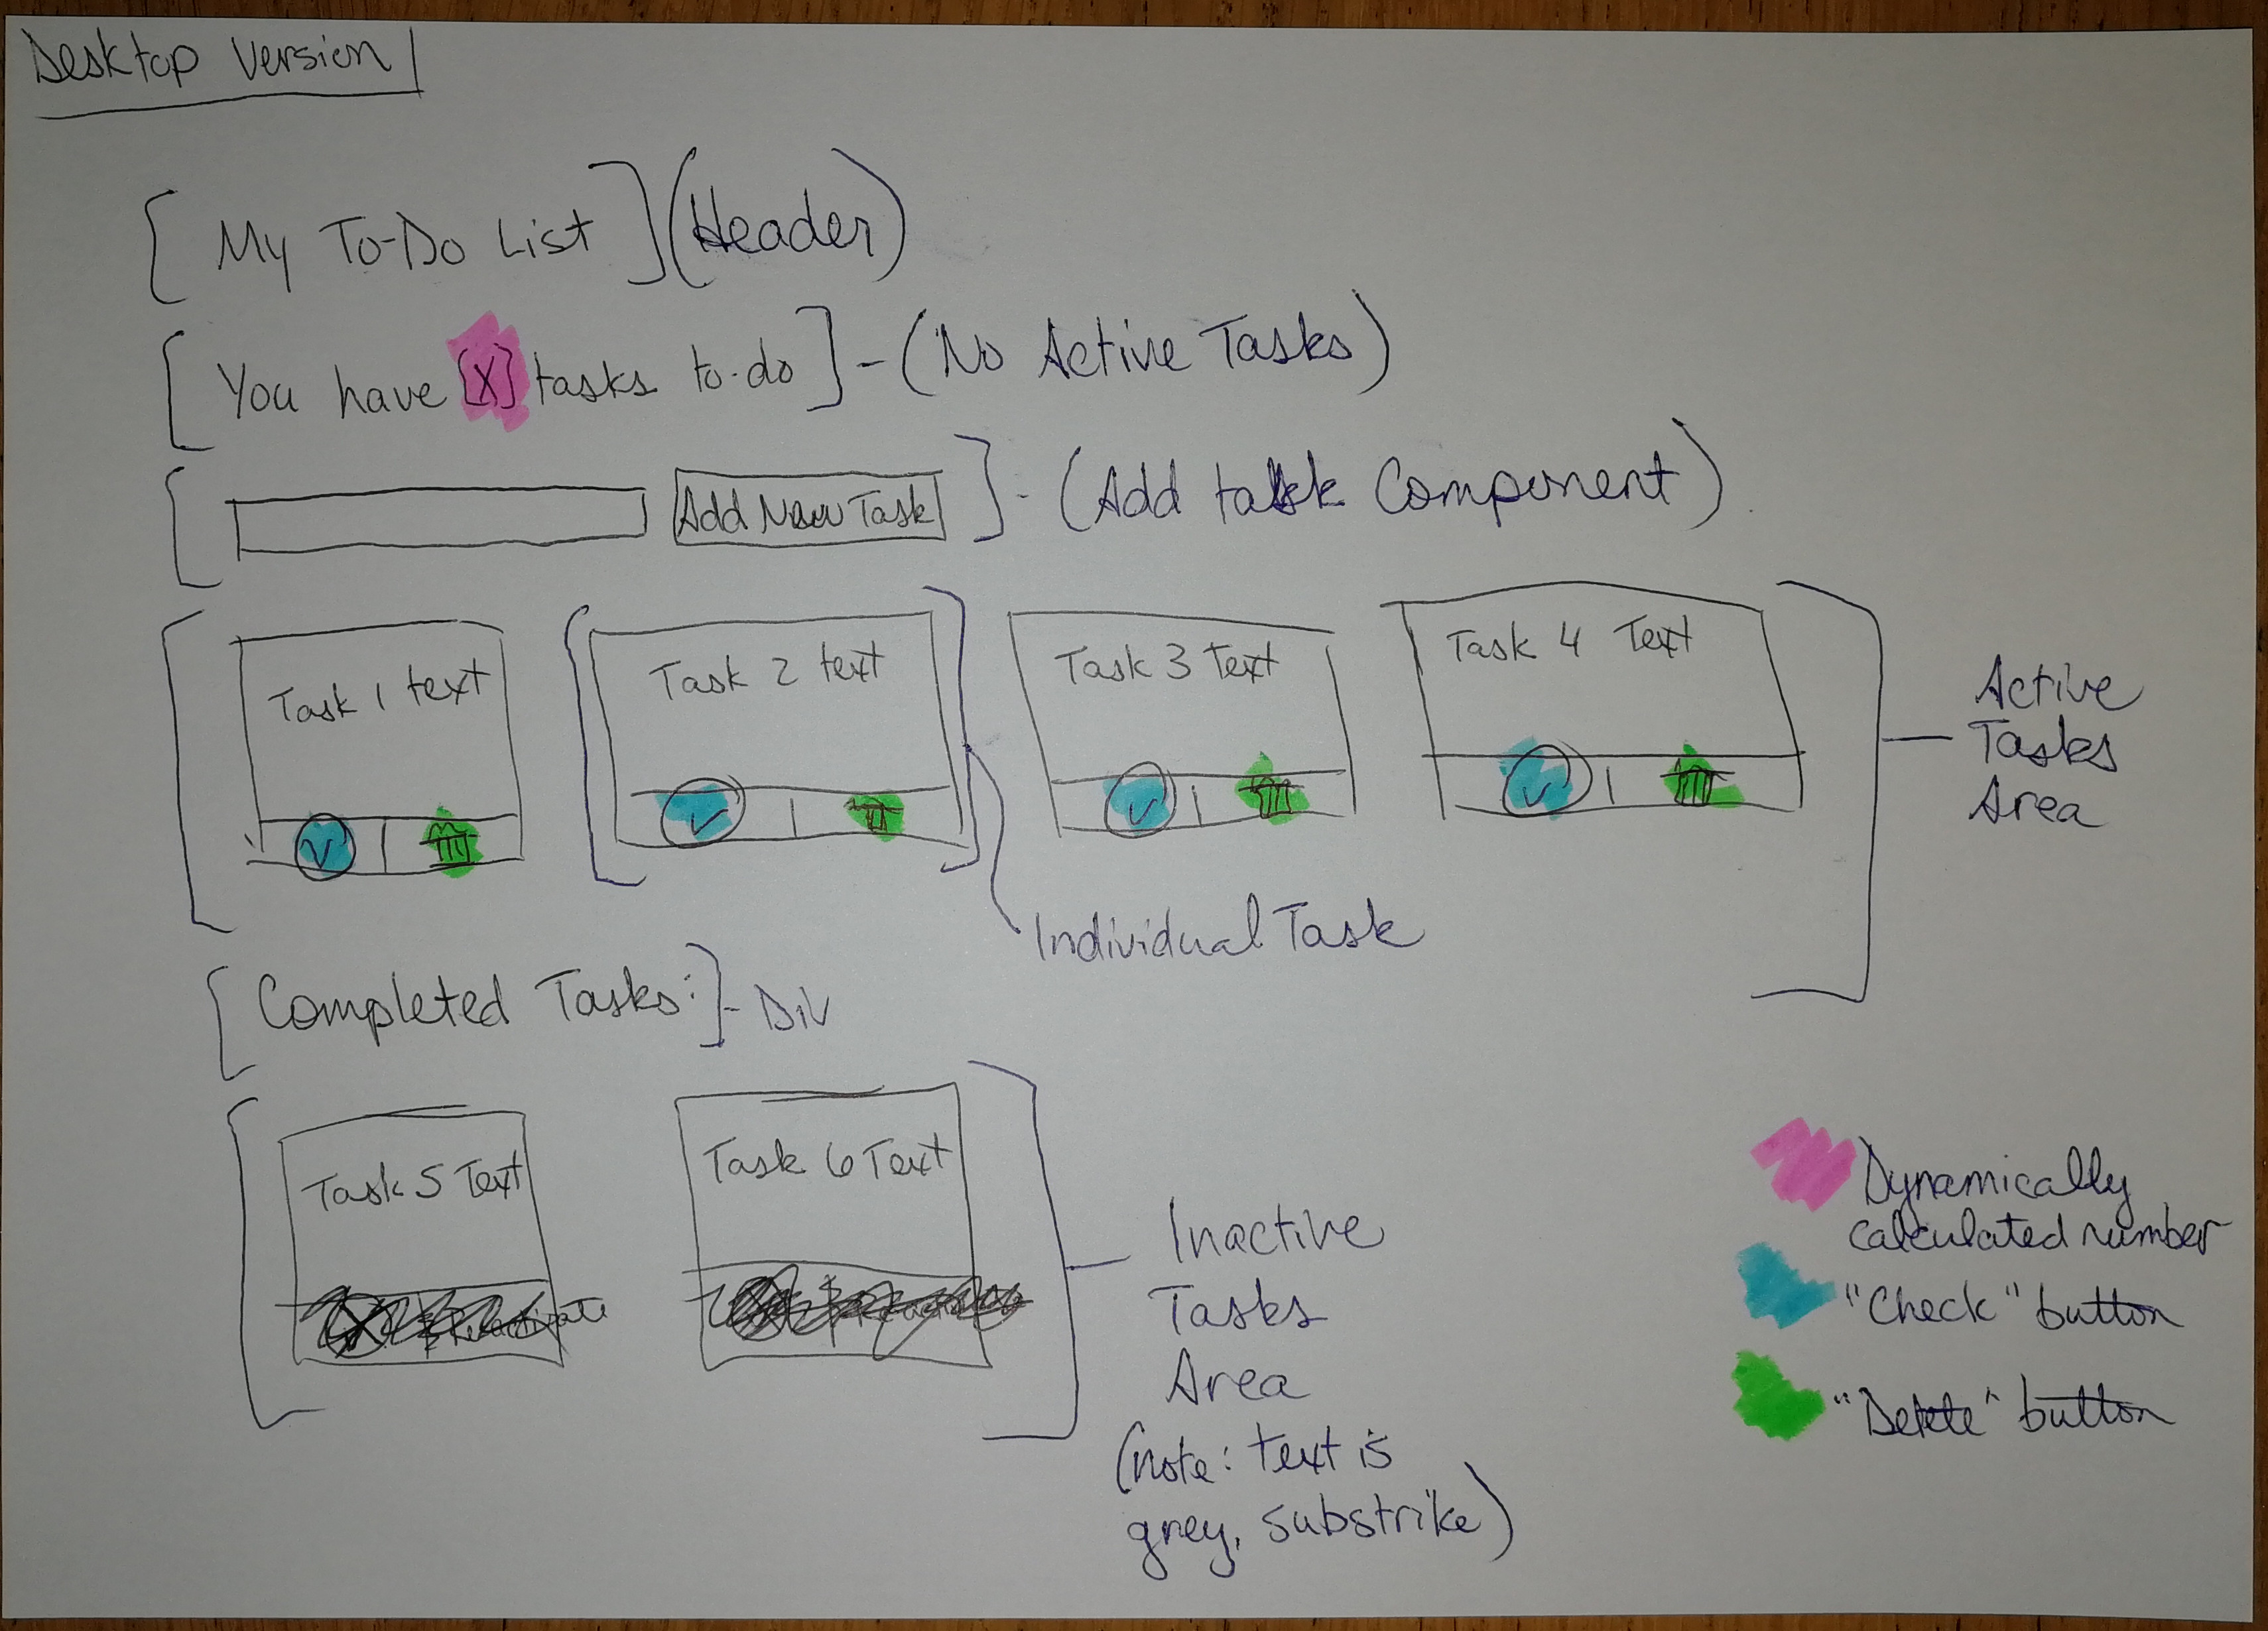 Desktop Version
[My To-Do List] (Header)
[You have [X] tasks to-do] - (No Active Tasks)
[Add New Task] - (Add task Component)
Task 1 text
Task 2 text
Task 3 Text
Task 4 Text
Active
Tasks
Area
Individual Task
[Completed Tasks:] - Div
Task 5 Text
Task 6 Text
Reactivate
Inactive
Tasks
Area
(note: text is
grey, substrike)
Dynamically
calculated number
"Check" button
"Delete" button